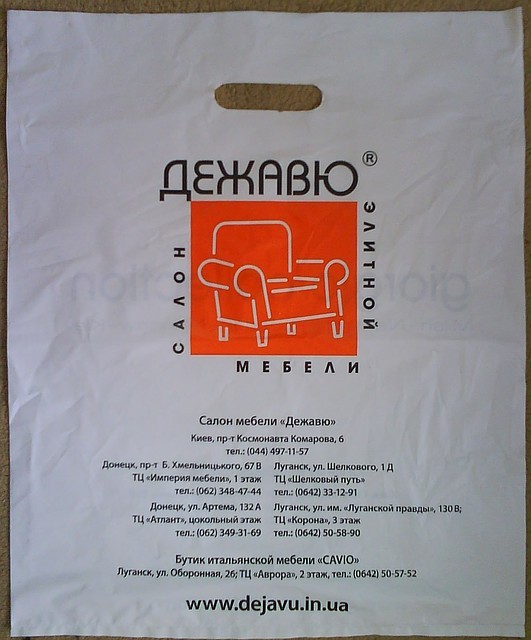 ДЕЖАВЮ®
САЛОН
ЭЛИТНОЙ
МЕБЕЛИ
Салон мебели «Дежавю»
Киев, пр-т Космонавта Комарова, 6
тел.: (044) 497-11-57
Донецк, пр-т Б. Хмельницького, 67 В
ТЦ «Империя мебели», 1 этаж
тел.: (062) 348-47-44
Луганск, ул. Шелкового, 1 Д
ТЦ «Шелковый путь»
тел.: (0642) 33-12-91
Донецк, ул. Артема, 132 А
ТЦ «Атлант», цокольный этаж
тел.: (062) 349-31-69
Луганск, ул. им. «Луганской правды», 130 В;
ТЦ «Корона», 3 этаж
тел.: (0642) 50-58-90
Бутик итальянской мебели «CAVIO»
Луганск, ул. Оборонная, 26; ТЦ «Аврора», 2 этаж, тел.: (0642) 50-57-52
www.dejavu.in.ua